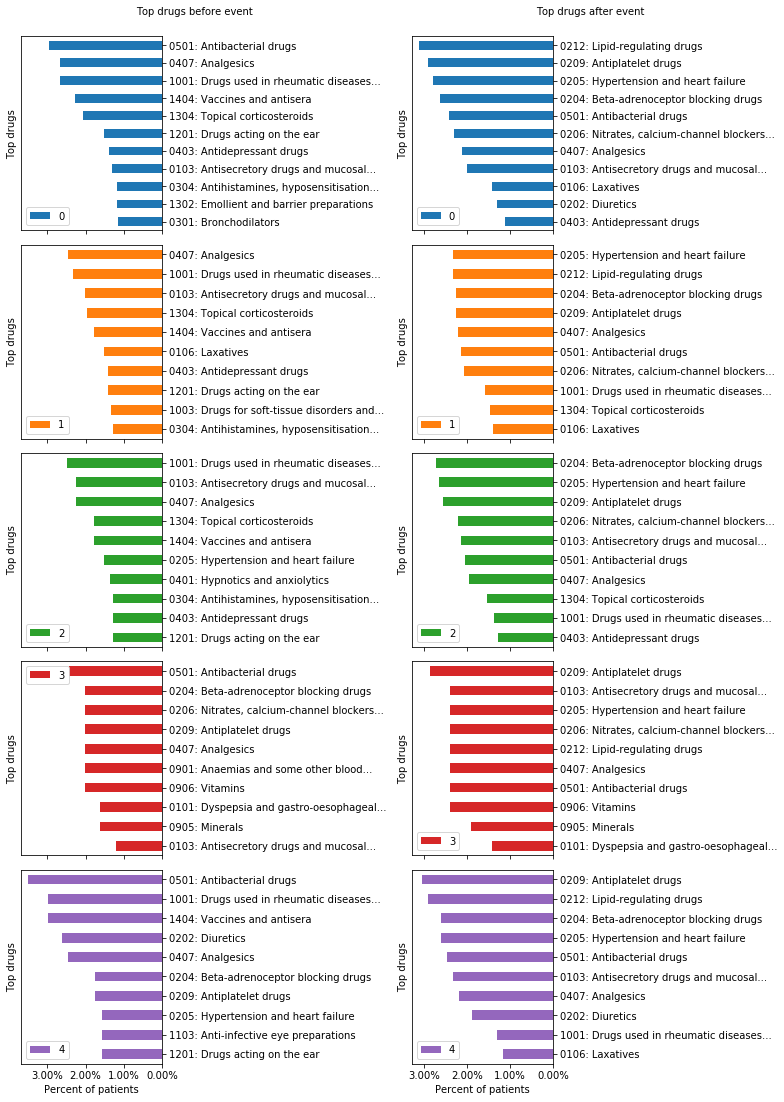 Top drugs before event
Top drugs
0501: Antibacterial drugs
0407: Analgesics
1001: Drugs used in rheumatic diseases...
1404: Vaccines and antisera
1304: Topical corticosteroids
1201: Drugs acting on the ear
0403: Antidepressant drugs
0103: Antisecretory drugs and mucosal...
0304: Antihistamines, hyposensitisation...
1302: Emollient and barrier preparations
0301: Bronchodilators
0
Top drugs
0407: Analgesics
1001: Drugs used in rheumatic diseases...
0103: Antisecretory drugs and mucosal...
1304: Topical corticosteroids
1404: Vaccines and antisera
0106: Laxatives
0403: Antidepressant drugs
1201: Drugs acting on the ear
1003: Drugs for soft-tissue disorders and...
0304: Antihistamines, hyposensitisation...
1
Top drugs
1001: Drugs used in rheumatic diseases...
0103: Antisecretory drugs and mucosal...
0407: Analgesics
1304: Topical corticosteroids
1404: Vaccines and antisera
0205: Hypertension and heart failure
0401: Hypnotics and anxiolytics
0304: Antihistamines, hyposensitisation...
0403: Antidepressant drugs
1201: Drugs acting on the ear
2
Top drugs
3
0501: Antibacterial drugs
0204: Beta-adrenoceptor blocking drugs
0206: Nitrates, calcium-channel blockers...
0209: Antiplatelet drugs
0407: Analgesics
0901: Anaemias and some other blood...
0906: Vitamins
0101: Dyspepsia and gastro-oesophageal...
0905: Minerals
0103: Antisecretory drugs and mucosal...
Top drugs
0501: Antibacterial drugs
1001: Drugs used in rheumatic diseases...
1404: Vaccines and antisera
0202: Diuretics
0407: Analgesics
0204: Beta-adrenoceptor blocking drugs
0209: Antiplatelet drugs
0205: Hypertension and heart failure
1103: Anti-infective eye preparations
1201: Drugs acting on the ear
4
3.00% 2.00% 1.00% 0.00%
Percent of patients
Top drugs after event
Top drugs
0212: Lipid-regulating drugs
0209: Antiplatelet drugs
0205: Hypertension and heart failure
0204: Beta-adrenoceptor blocking drugs
0501: Antibacterial drugs
0206: Nitrates, calcium-channel blockers...
0407: Analgesics
0103: Antisecretory drugs and mucosal...
0106: Laxatives
0202: Diuretics
0403: Antidepressant drugs
0
Top drugs
0205: Hypertension and heart failure
0212: Lipid-regulating drugs
0204: Beta-adrenoceptor blocking drugs
0209: Antiplatelet drugs
0407: Analgesics
0501: Antibacterial drugs
0206: Nitrates, calcium-channel blockers...
1001: Drugs used in rheumatic diseases...
1304: Topical corticosteroids
0106: Laxatives
1
Top drugs
0204: Beta-adrenoceptor blocking drugs
0205: Hypertension and heart failure
0209: Antiplatelet drugs
0206: Nitrates, calcium-channel blockers...
0103: Antisecretory drugs and mucosal...
0501: Antibacterial drugs
0407: Analgesics
1304: Topical corticosteroids
1001: Drugs used in rheumatic diseases...
0403: Antidepressant drugs
2
Top drugs
0209: Antiplatelet drugs
0103: Antisecretory drugs and mucosal...
0205: Hypertension and heart failure
0206: Nitrates, calcium-channel blockers...
0212: Lipid-regulating drugs
0407: Analgesics
0501: Antibacterial drugs
0906: Vitamins
0905: Minerals
0101: Dyspepsia and gastro-oesophageal...
3
Top drugs
0209: Antiplatelet drugs
0212: Lipid-regulating drugs
0204: Beta-adrenoceptor blocking drugs
0205: Hypertension and heart failure
0501: Antibacterial drugs
0103: Antisecretory drugs and mucosal...
0407: Analgesics
0202: Diuretics
1001: Drugs used in rheumatic diseases...
0106: Laxatives
4
3.00% 2.00% 1.00% 0.00%
Percent of patients